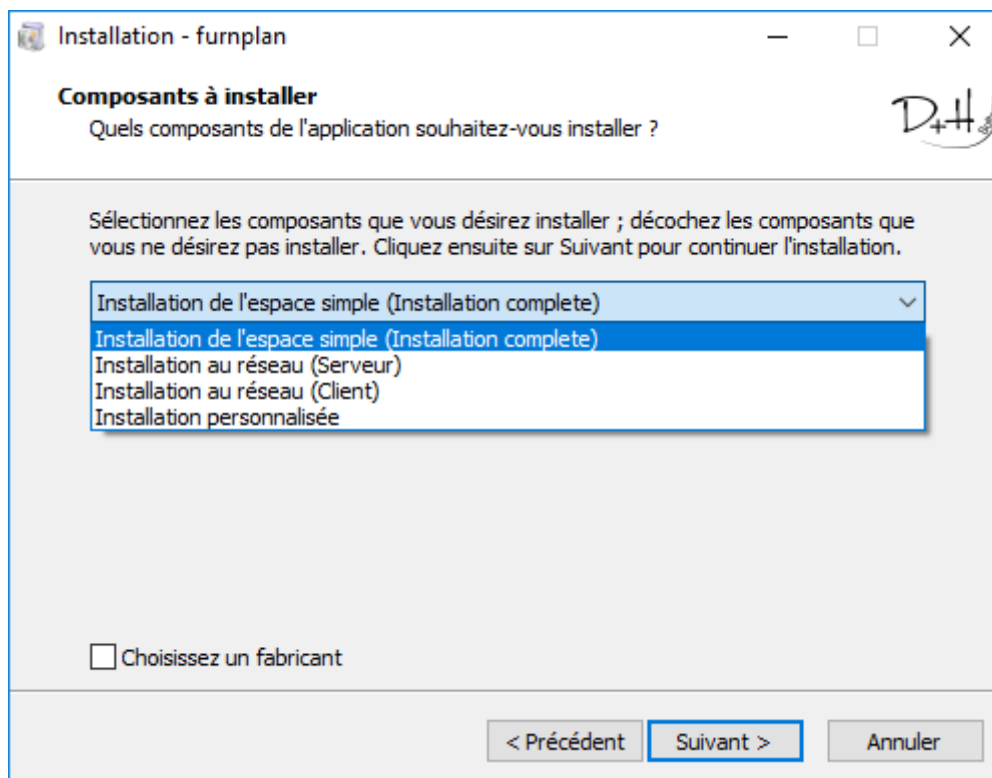 Installation - furnplan
Composants à installer
Quels composants de l'application souhaitez-vous installer ?
D+H
Sélectionnez les composants que vous désirez installer ; décochez les composants que
vous ne désirez pas installer. Cliquez ensuite sur Suivant pour continuer l'installation.
Installation de l'espace simple (Installation complete)
Installation de l'espace simple (Installation complete)
Installation au réseau (Serveur)
Installation au réseau (Client)
Installation personnalisée
Choisissez un fabricant
< Précédent
Suivant >
Annuler